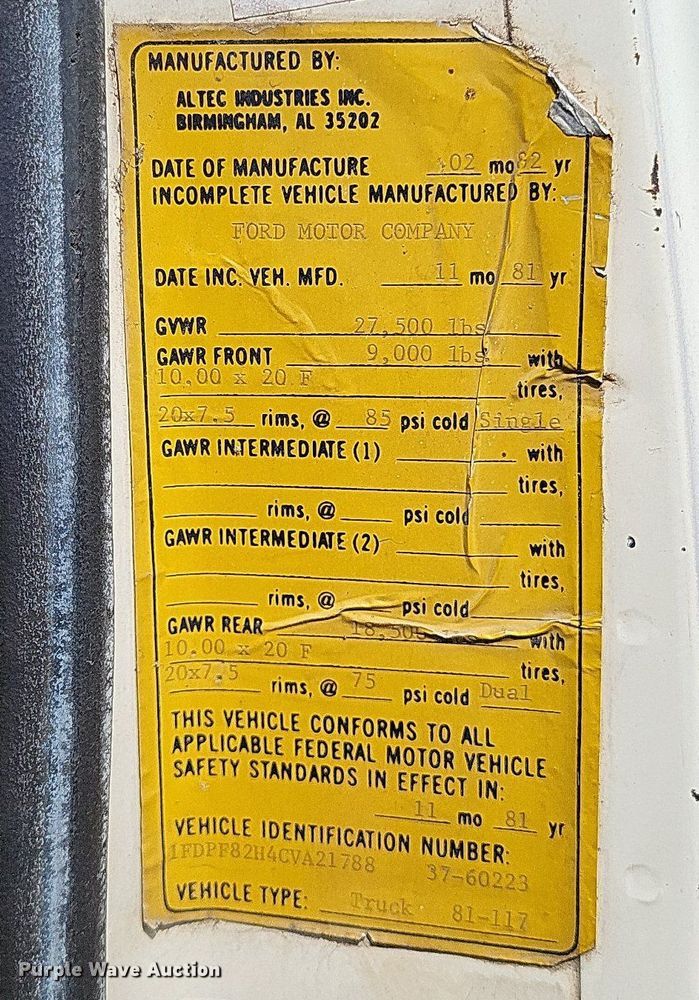 MANUFACTURED BY:
ALTEC INDUSTRIES INC.
BIRMINGHAM, AL 35202
DATE OF MANUFACTURE 02 mo 82 yr
INCOMPLETE VEHICLE MANUFACTURED BY:
FORD MOTOR COMPANY
DATE INC. VEH. MFD. 11 mo 81 yr
GVWR 27,500 lbs
GAWR FRONT 9,000 lbs with
10.00 x 20 F tires,
20x7.5 rims, @ 85 psi cold Single
GAWR INTERMEDIATE (1) with
tires,
rims, @ psi cold
GAWR INTERMEDIATE (2) with
tires,
rims, @ psi cold
GAWR REAR 18,500 with
10.00 x 20 F tires,
20x7.5 rims, @ 75 psi cold Dual
THIS VEHICLE CONFORMS TO ALL
APPLICABLE FEDERAL MOTOR VEHICLE
SAFETY STANDARDS IN EFFECT IN:
11 mo 81 yr
VEHICLE IDENTIFICATION NUMBER:
1FDPF82H4CVA21788 37-60223
VEHICLE TYPE: Truck 81-117
Purple Wave Auction